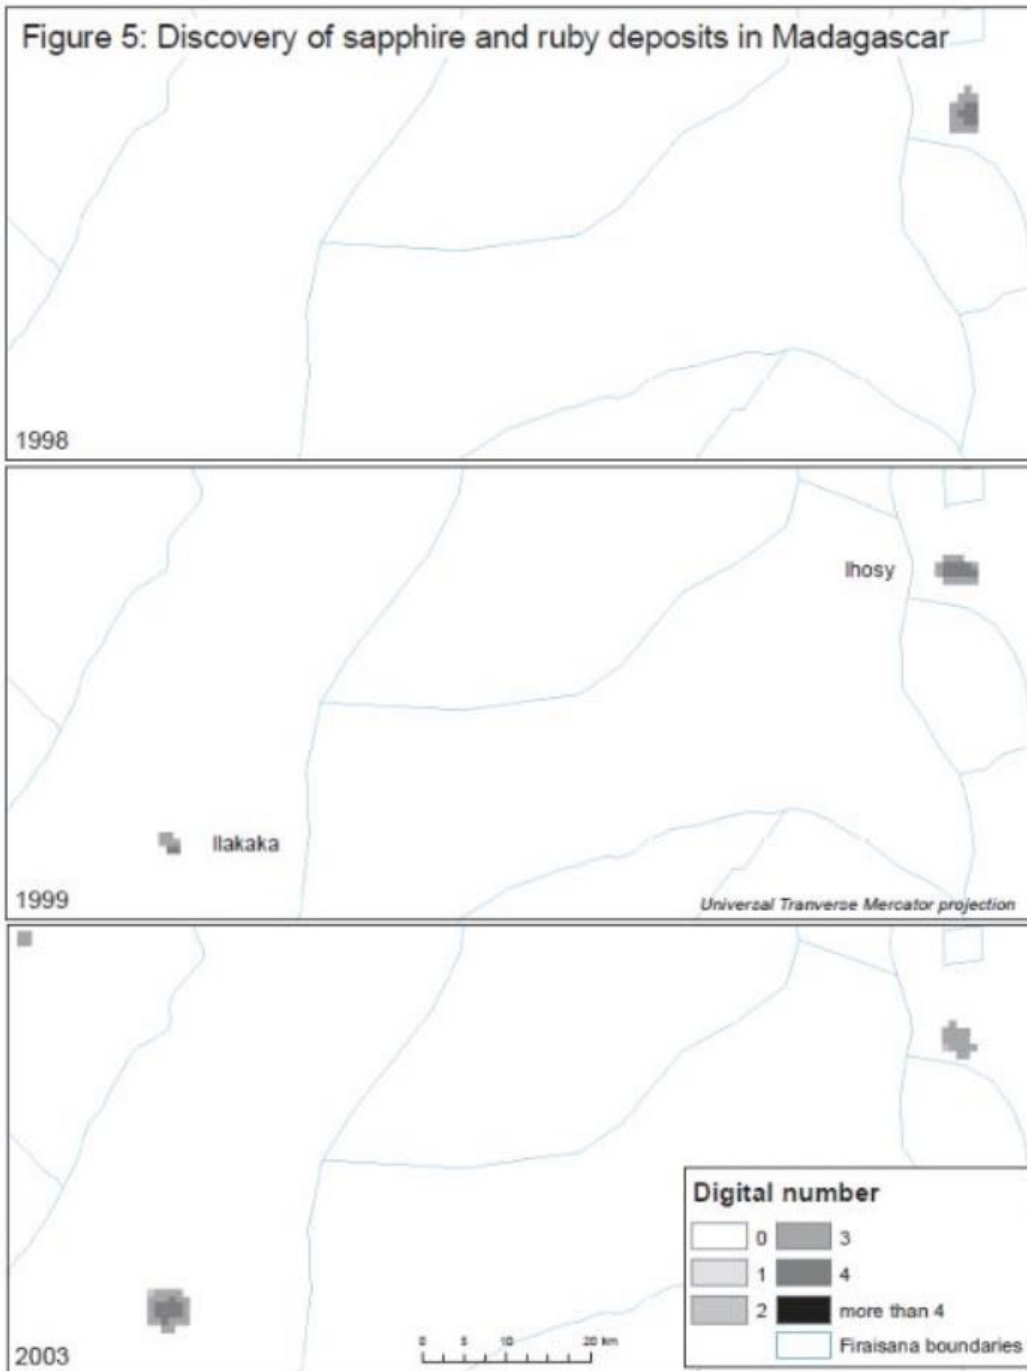 Figure 5: Discovery of sapphire and ruby deposits in Madagascar
1998
Ihosy
Ilakaka
1999
Universal Tranverse Mercator projection
Digital number
0 3
1 4
2 more than 4
Firaisana boundaries
0 5 10 20 km
2003